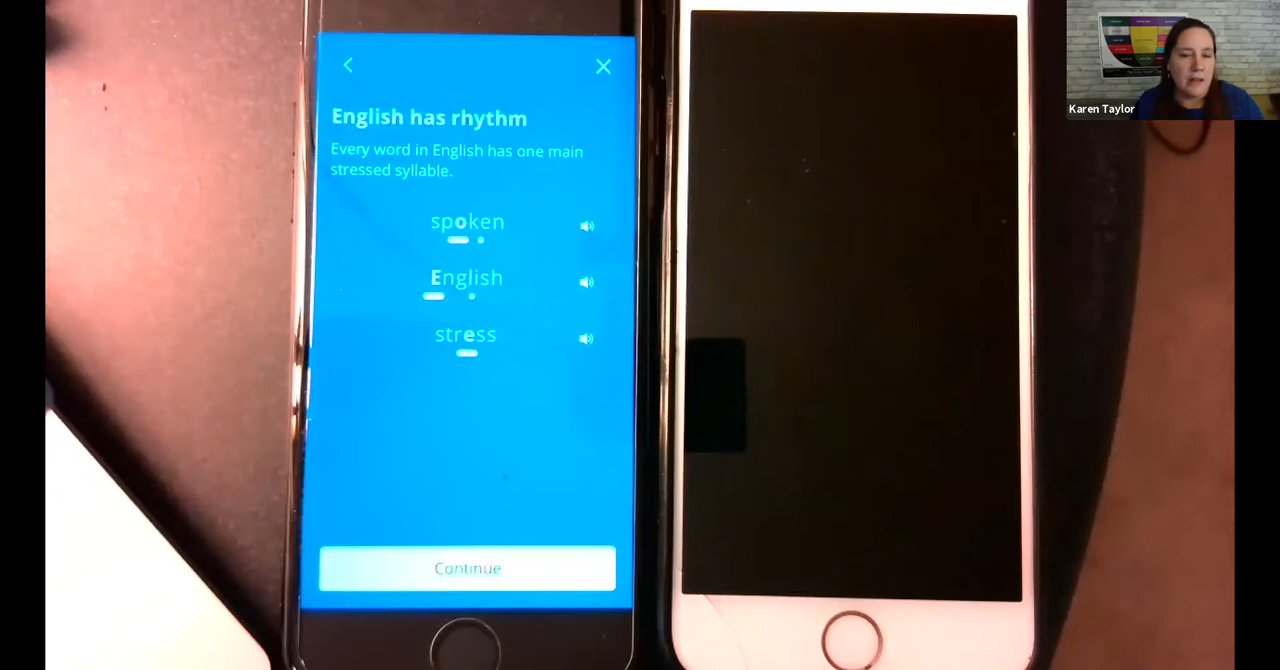 English has rhythm
Every word in English has one main
stressed syllable.
spoken
English
stress
Continue
Karen Taylor